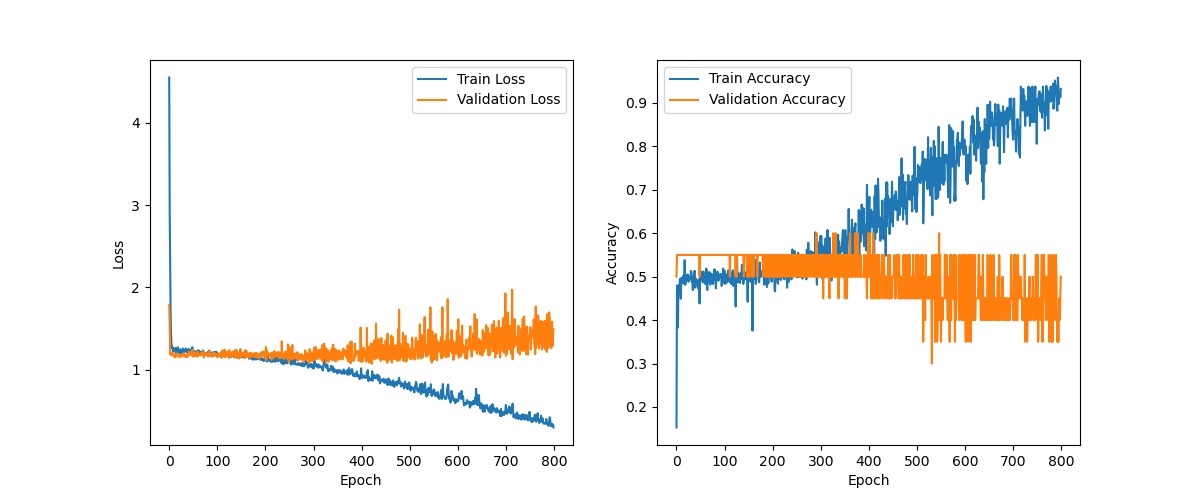 Train Loss
Validation Loss
4
3
2
1
Loss
0 100 200 300 400 500 600 700 800
Epoch
Train Accuracy
Validation Accuracy
0.9
0.8
0.7
0.6
0.5
0.4
0.3
0.2
Accuracy
0 100 200 300 400 500 600 700 800
Epoch